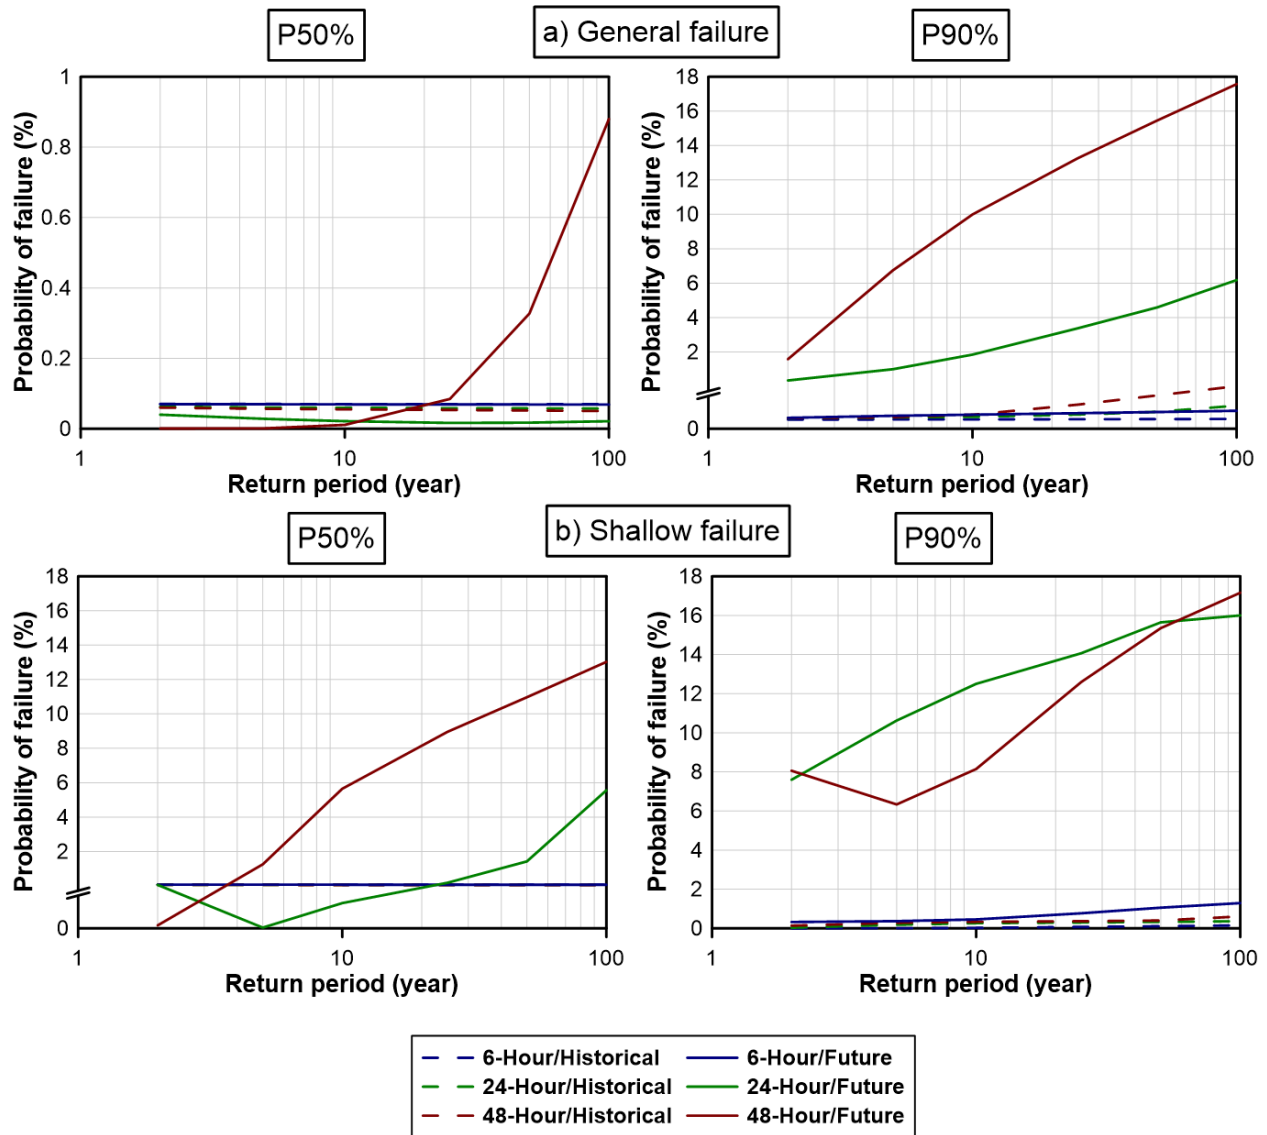 P50%
a) General failure
P90%
Probability of failure (%)
1
0.8
0.6
0.4
0.2
0
1
10
100
Return period (year)
Probability of failure (%)
18
16
14
12
10
8
6
4
2
0
1
10
100
Return period (year)
P50%
b) Shallow failure
P90%
Probability of failure (%)
18
16
14
12
10
8
6
4
2
0
1
10
100
Return period (year)
Probability of failure (%)
18
16
14
12
10
8
6
4
2
0
1
10
100
Return period (year)
6-Hour/Historical
6-Hour/Future
24-Hour/Historical
24-Hour/Future
48-Hour/Historical
48-Hour/Future